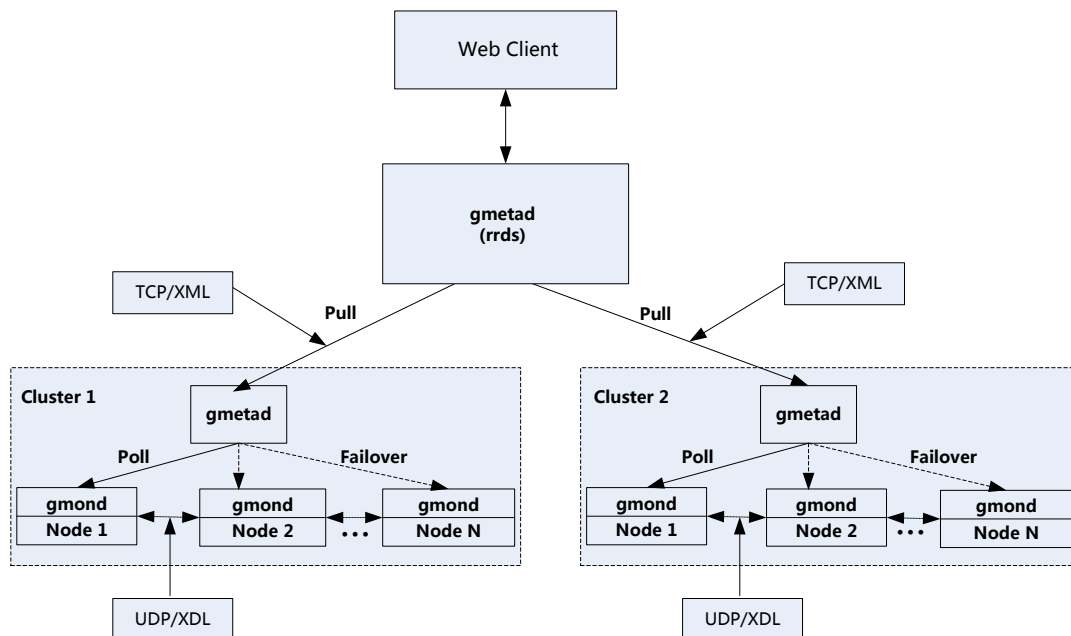 Web Client
gmetad
(rrds)
TCP/XML
TCP/XML
Pull
Pull
Cluster 1
gmetad
Poll
Failover
gmond
gmond
gmond
Node 1
Node 2
...
Node N
UDP/XDL
Cluster 2
gmetad
Poll
Failover
gmond
gmond
gmond
Node 1
Node 2
...
Node N
UDP/XDL